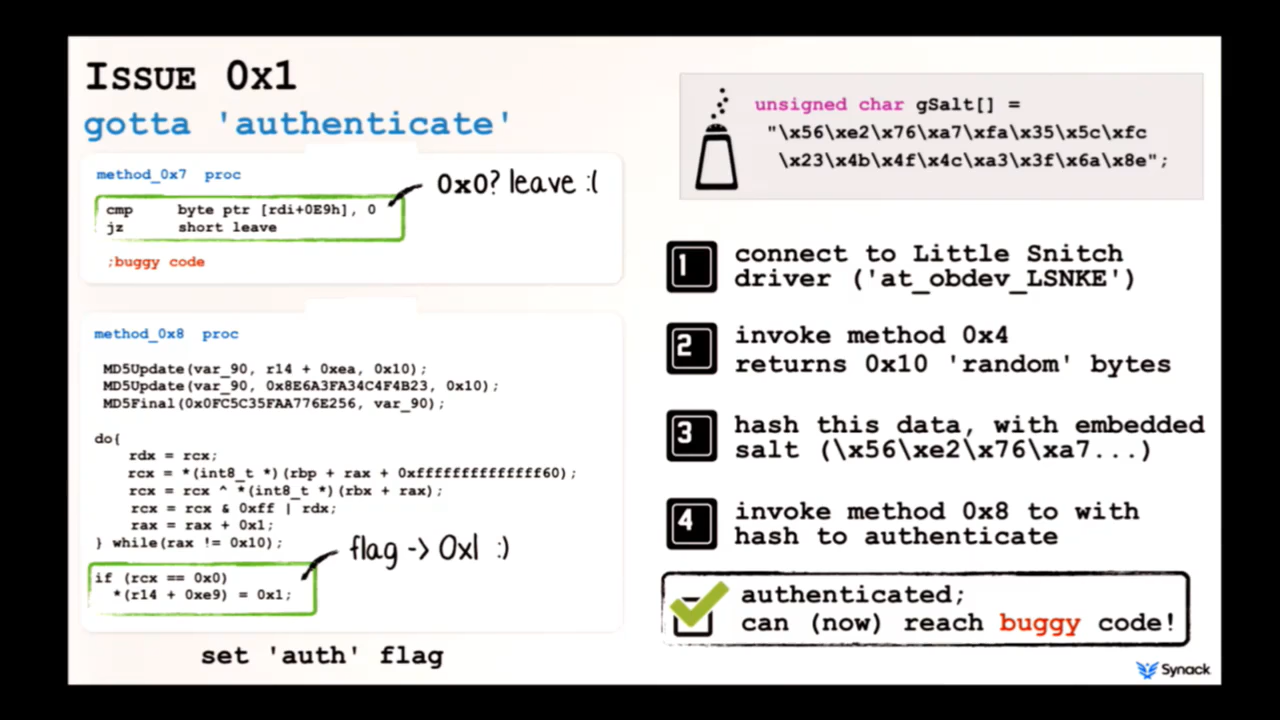 ISSUE 0x1
gotta 'authenticate'
method_0x7 proc
cmp byte ptr [rdi+0E9h], 0
jz short leave
;buggy code
0x0? leave :(
method_0x8 proc
MD5Update(var_90, r14 + 0xea, 0x10);
MD5Update(var_90, 0x8E6A3FA34C4F4B23, 0x10);
MD5Final(0x0FC5C35FAA776E256, var_90);
do{
rdx = rcx;
rcx = *(int8_t *)(rbp + rax + 0xffffffffffffff60);
rcx = rcx ^ *(int8_t *)(rbx + rax);
rcx = rcx & 0xff | rdx;
rax = rax + 0x1;
} while(rax != 0x10);
flag -> 0x1 :)
if (rcx == 0x0)
*(r14 + 0xe9) = 0x1;
set 'auth' flag
unsigned char gSalt[] =
"\x56\xe2\x76\xa7\xfa\x35\x5c\xfc
\x23\x4b\x4f\x4c\xa3\x3f\x6a\x8e";
1 connect to Little Snitch
driver ('at_obdev_LSNKE')
2 invoke method 0x4
returns 0x10 'random' bytes
3 hash this data, with embedded
salt (\x56\xe2\x76\xa7...)
4 invoke method 0x8 to with
hash to authenticate
authenticated;
can (now) reach buggy code!
Synack